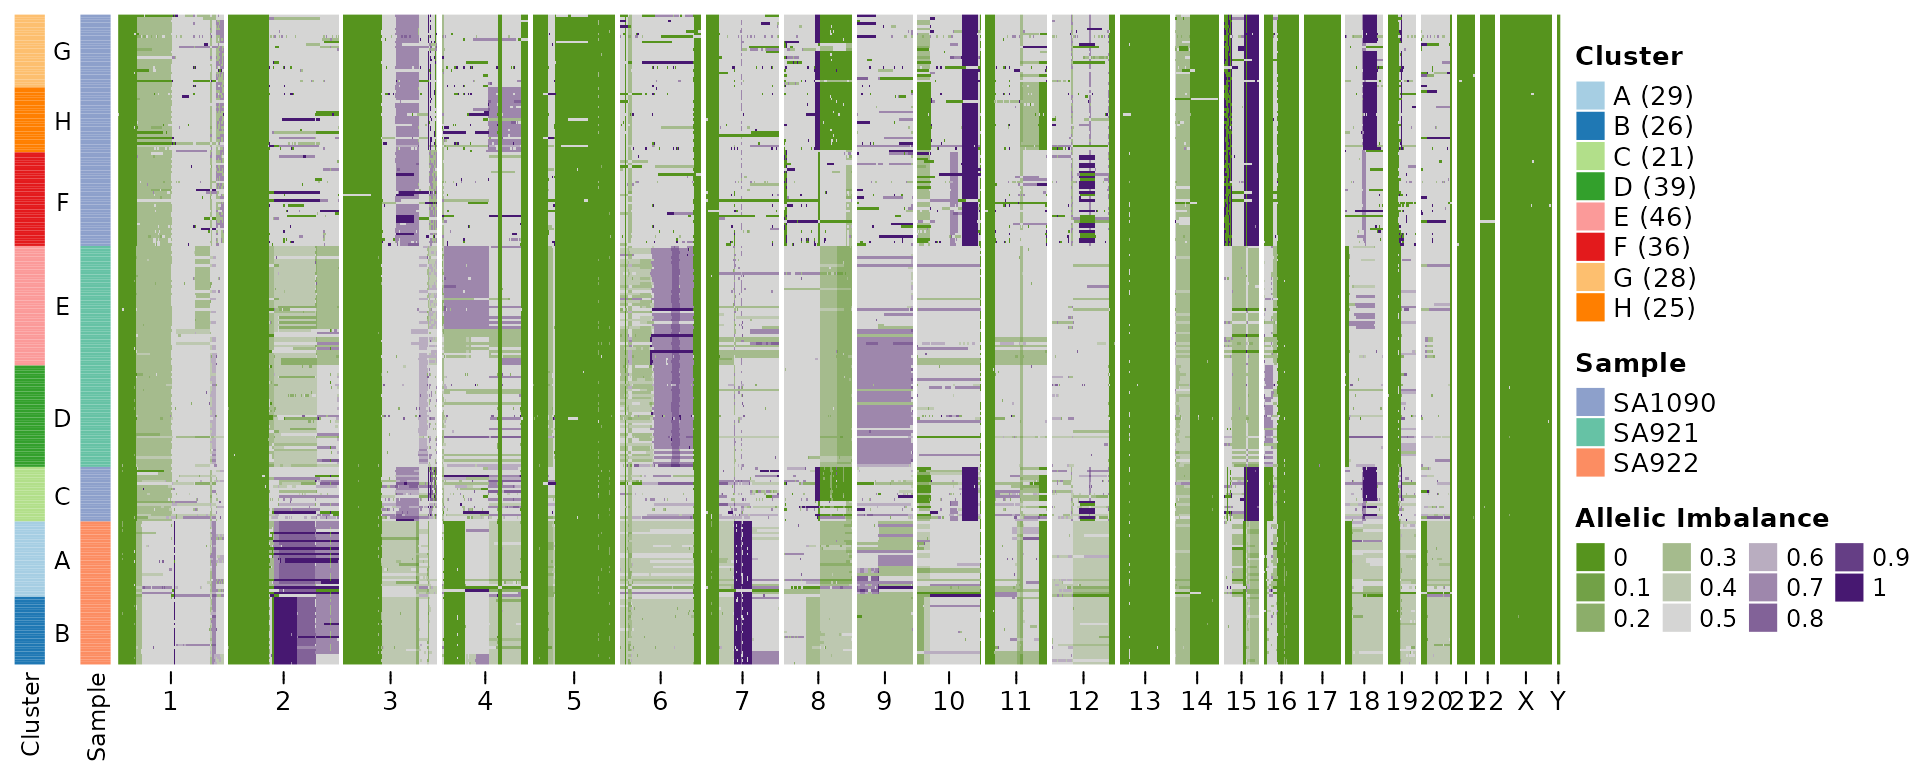 G
H
F
E
D
C
A
B
Cluster
Sample
1 2 3 4 5 6 7 8 9 10 11 12 13 14 15 16 17 18 19 20 21 22 X Y
Cluster
A (29)
B (26)
C (21)
D (39)
E (46)
F (36)
G (28)
H (25)
Sample
SA1090
SA921
SA922
Allelic Imbalance
0 0.3 0.6 0.9
0.1 0.4 0.7 1
0.2 0.5 0.8